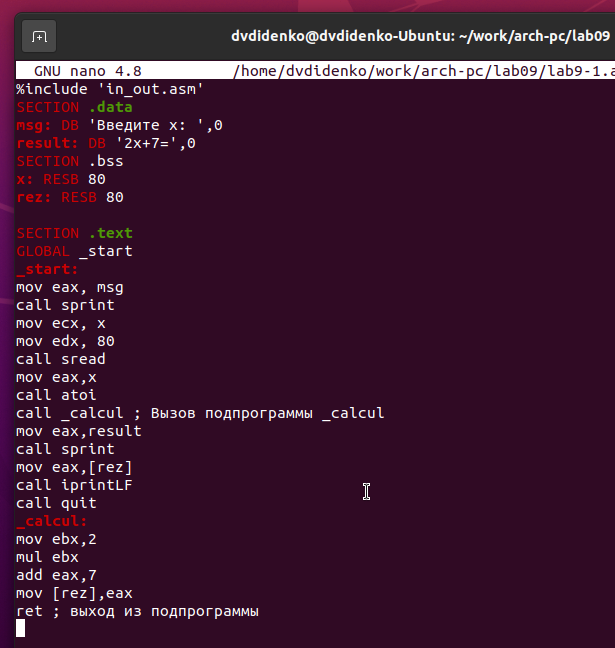 dvdidenko@dvdidenko-Ubuntu: ~/work/arch-pc/lab09
GNU nano 4.8 /home/dvdidenko/work/arch-pc/lab09/lab9-1.a
%include 'in_out.asm'
SECTION .data
msg: DB 'Введите x: ',0
result: DB '2x+7=',0
SECTION .bss
x: RESB 80
rez: RESB 80
SECTION .text
GLOBAL _start
_start:
mov eax, msg
call sprint
mov ecx, x
mov edx, 80
call sread
mov eax,x
call atoi
call _calcul ; Вызов подпрограммы _calcul
mov eax,result
call sprint
mov eax,[rez]
call iprintLF
call quit
_calcul:
mov ebx,2
mul ebx
add eax,7
mov [rez],eax
ret ; выход из подпрограммы